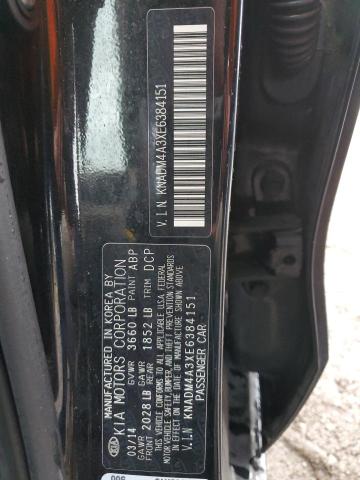 V.I.N KNADM4A3XE6384151
MANUFACTURED IN KOREA BY
KIA MOTORS CORPORATION
KIA
03/14 GVWR 3660 LB PAINT ABP
GAWR FRONT 2028 LB GAWR REAR 1852 LB TRIM DCP
THIS VEHICLE CONFORMS TO ALL APPLICABLE U.S.A FEDERAL
MOTOR VEHICLE SAFETY, BUMPER, AND THEFT PREVENTION
STANDARDS IN EFFECT ON THE DATE OF MANUFACTURE SHOWN ABOVE.
V.I.N KNADM4A3XE6384151
PASSENGER CAR